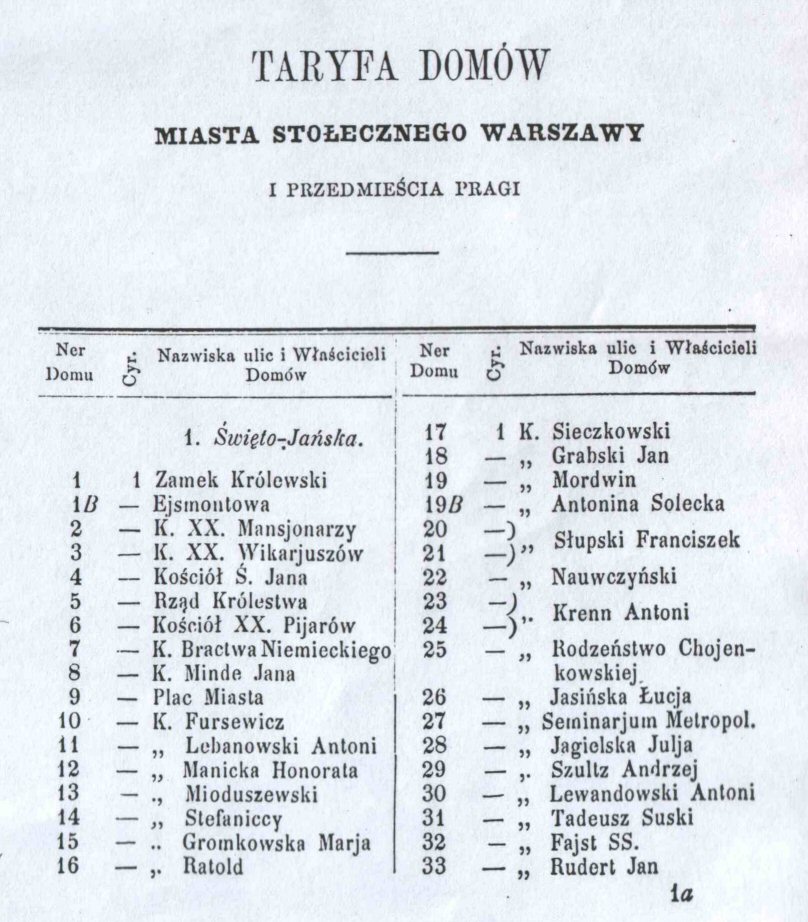 TARYFA DOMÓW
MIASTA STOŁECZNEGO WARSZAWY
I PRZEDMIEŚCIA PRAGI
Ner Domu Cyr. Nazwiska ulic i Właścicieli Domów
1. Święto-Jańska.
1 1 Zamek Królewski
1B — Ejsmontowa
2 — K. XX. Mansjonarzy
3 — K. XX. Wikarjuszów
4 — Kościół Ś. Jana
5 — Rząd Królestwa
6 — Kościół XX. Pijarów
7 — K. Bractwa Niemieckiego
8 — K. Minde Jana
9 — Plac Miasta
10 — K. Fursewicz
11 — „ Lebanowski Antoni
12 — „ Manicka Honorata
13 — „ Mioduszewski
14 — „ Stefaniccy
15 — „ Gromkowska Marja
16 — „ Ratold
Ner Domu Cyr. Nazwiska ulic i Właścicieli Domów
17 1 K. Sieczkowski
18 — „ Grabski Jan
19 — „ Mordwin
19B — „ Antonina Solecka
20 —)
21 —) „ Słupski Franciszek
22 — „ Nauwczyński
23 —)
24 —) „ Krenn Antoni
25 — „ Rodzeństwo Chojen-
kowskiej
26 — „ Jasińska Łucja
27 — „ Seminarjum Metropol.
28 — „ Jagielska Julja
29 — „ Szultz Andrzej
30 — „ Lewandowski Antoni
31 — „ Tadeusz Suski
32 — „ Fajst SS.
33 — „ Rudert Jan
1a